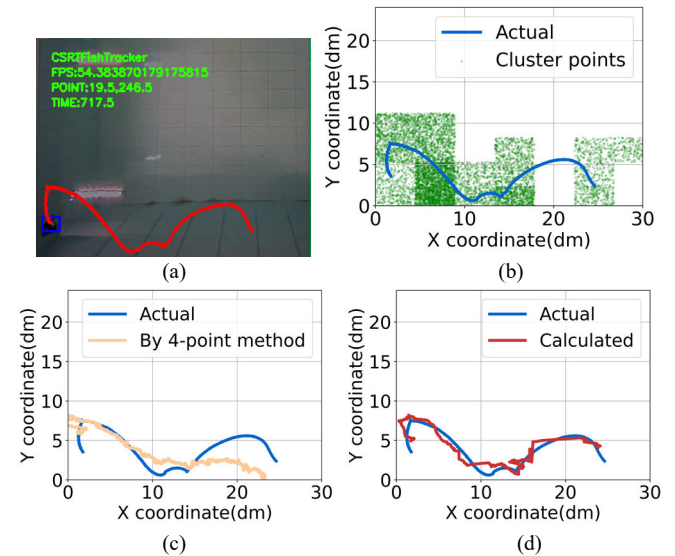 CSRTFishTracker
FPS:54.383870179175815
POINT:19.5,246.5
TIME:717.5
(a)
Actual
Cluster points
Y coordinate(dm)
20
15
10
5
0
0 10 20 30
X coordinate(dm)
(b)
Actual
By 4-point method
Y coordinate(dm)
20
15
10
5
0
0 10 20 30
X coordinate(dm)
(c)
Actual
Calculated
Y coordinate(dm)
20
15
10
5
0
0 10 20 30
X coordinate(dm)
(d)